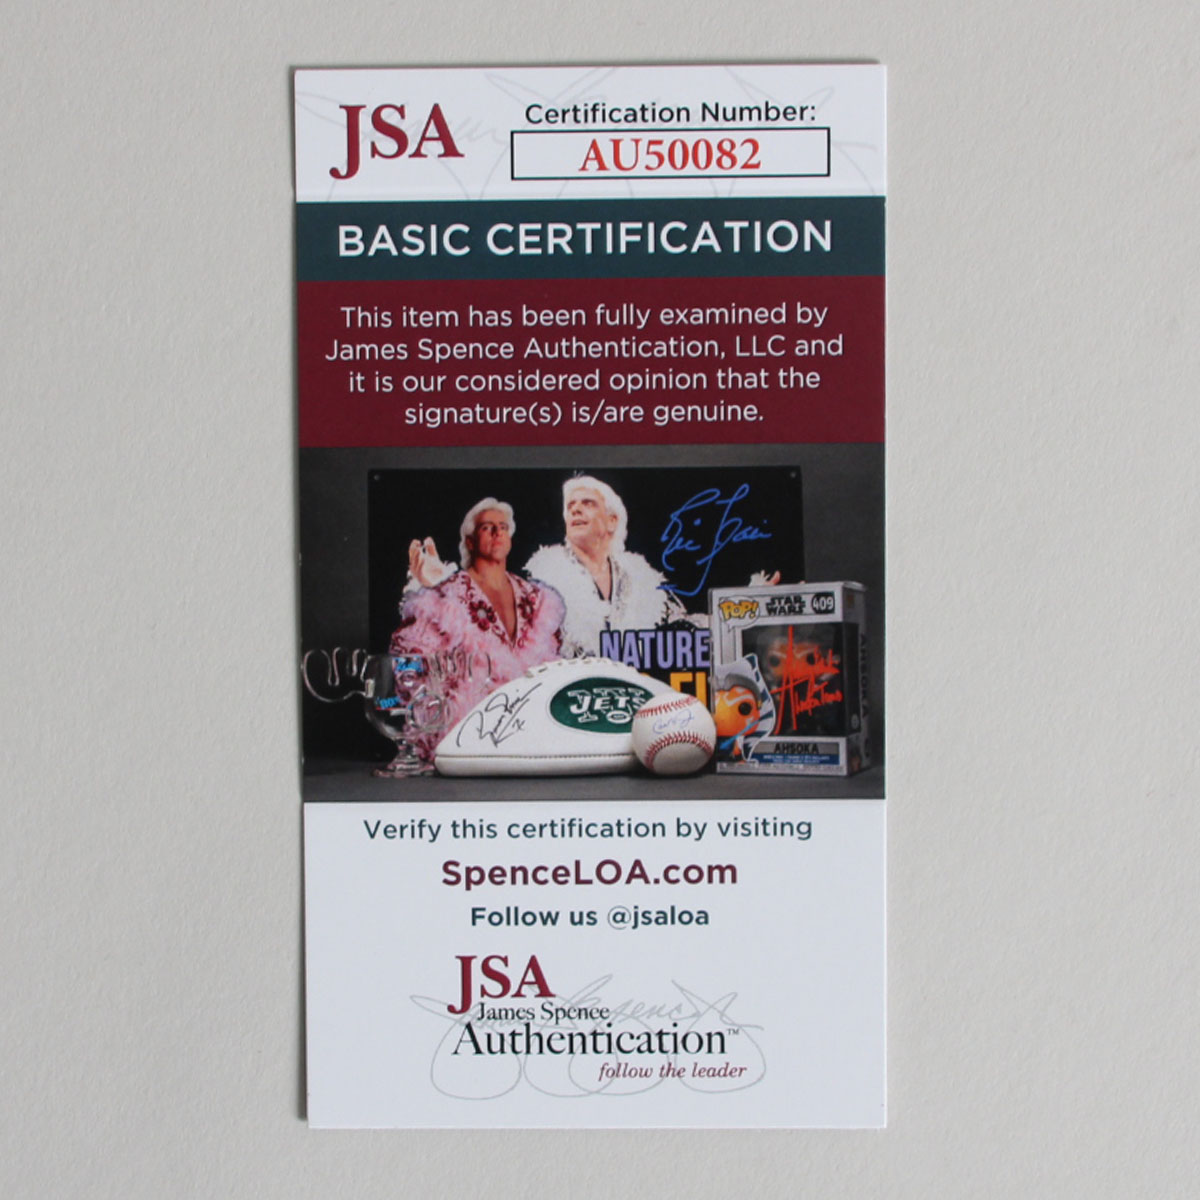 JSA
Certification Number:
AU50082
BASIC CERTIFICATION
This item has been fully examined by
James Spence Authentication, LLC and
it is our considered opinion that the
signature(s) is/are genuine.
NATURE
JETS
POP!
STAR
WARS
409
AHSOKA
Verify this certification by visiting
SpenceLOA.com
Follow us @jsaloa
JSA
James Spence
Authentication™
follow the leader